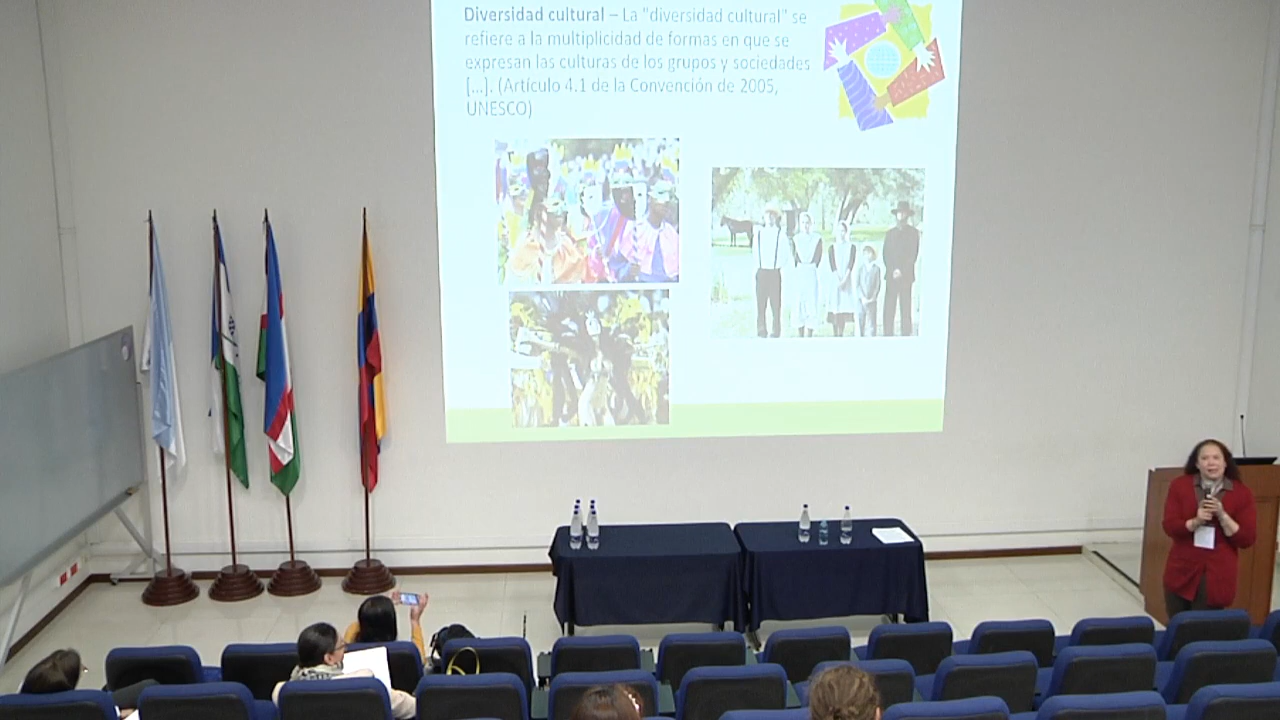 Diversidad cultural – La "diversidad cultural" se
refiere a la multiplicidad de formas en que se
expresan las culturas de los grupos y sociedades
[...]. (Artículo 4.1 de la Convención de 2005,
UNESCO)